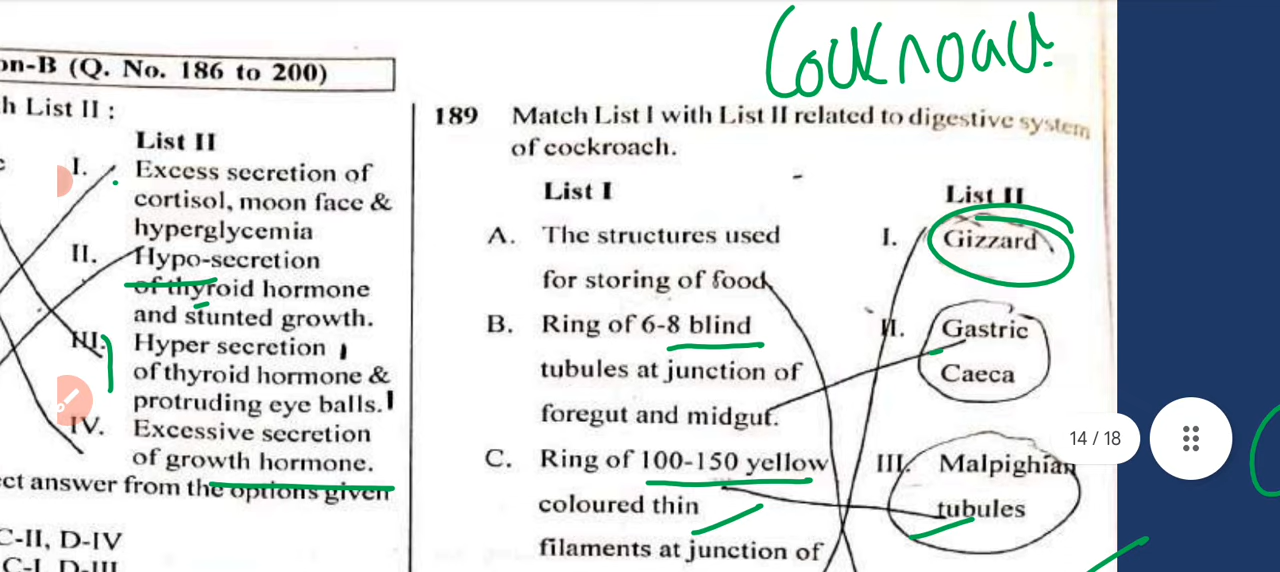 on-B (Q. No. 186 to 200)
h List II :
List II
I. Excess secretion of
cortisol, moon face &
hyperglycemia
II. Hypo-secretion
of thyroid hormone
and stunted growth.
III. Hyper secretion
of thyroid hormone &
protruding eye balls.
IV. Excessive secretion
of growth hormone.
ct answer from the options given
C-II, D-IV
C-I, D-III
189 Match List I with List II related to digestive system
of cockroach.
List I List II
A. The structures used I. Gizzard
for storing of food
B. Ring of 6-8 blind II. Gastric
tubules at junction of Caeca
foregut and midgut.
C. Ring of 100-150 yellow III. Malpighian
coloured thin tubules
filaments at junction of
14 / 18